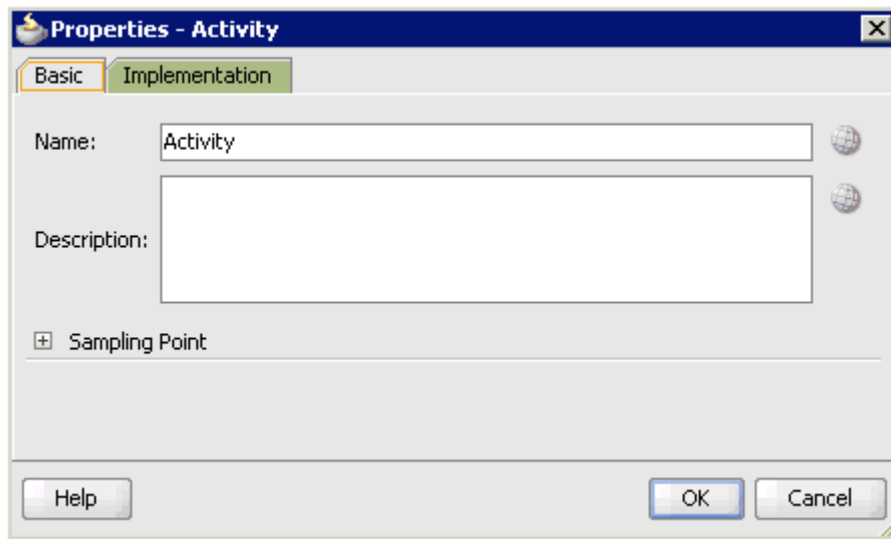 Properties - Activity
Basic Implementation
Name: Activity
Description:
Sampling Point
Help OK Cancel